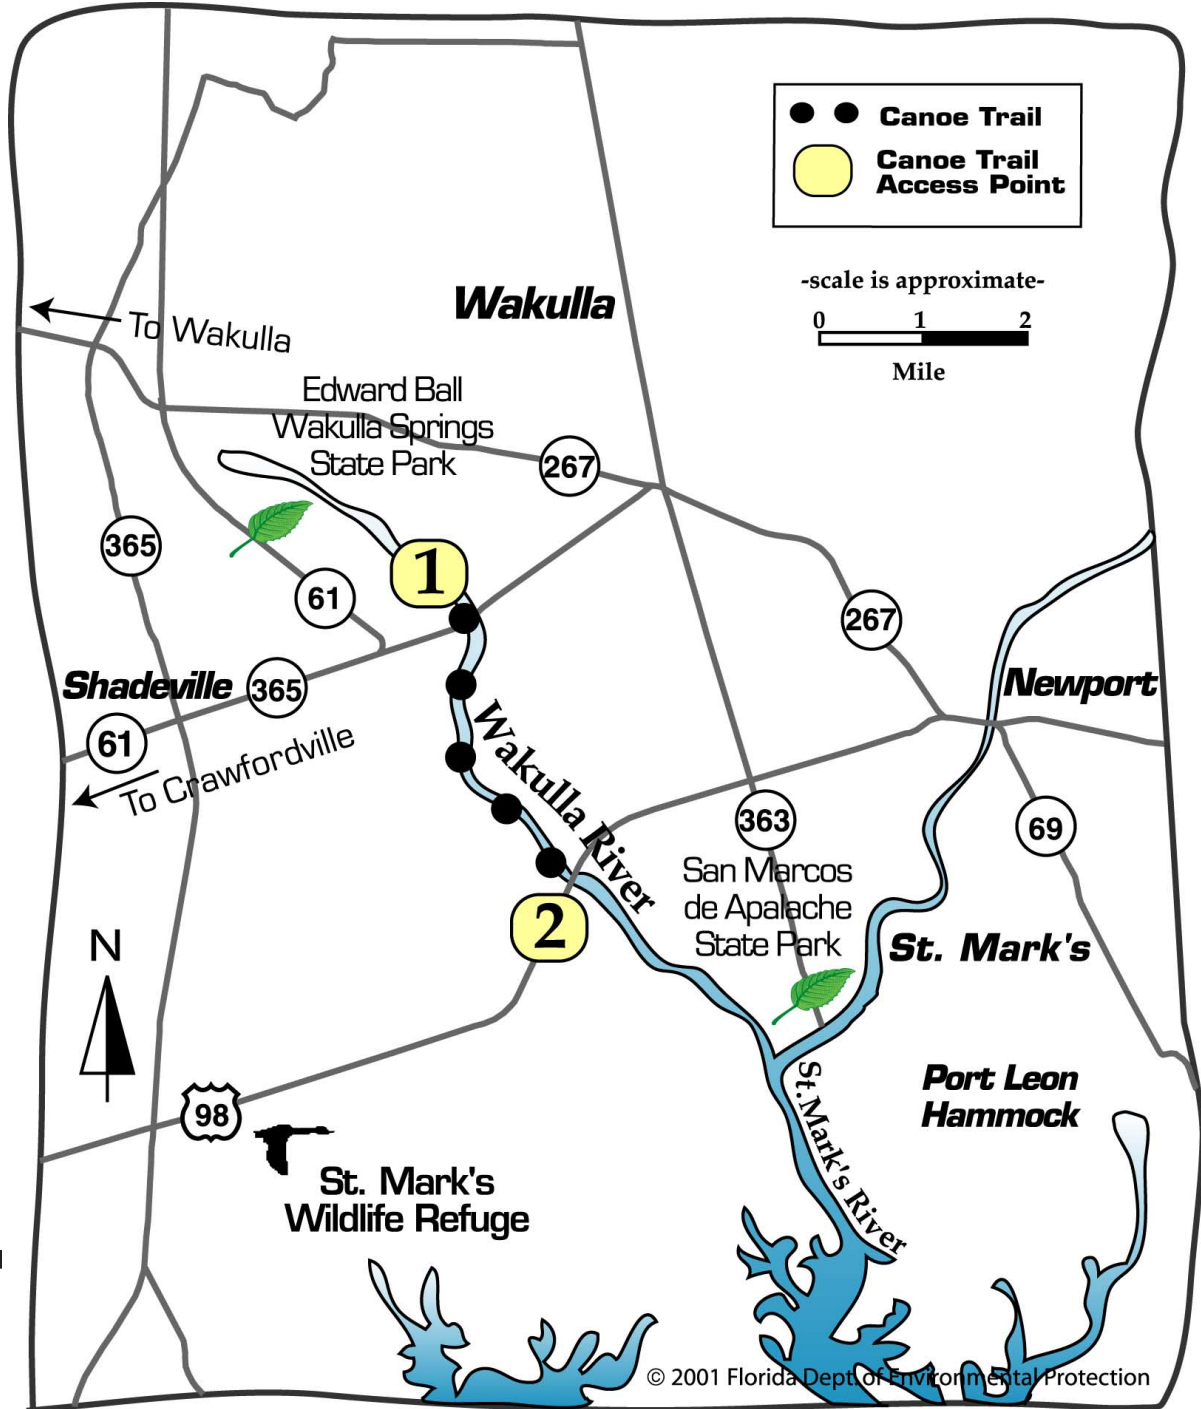 Canoe Trail
Canoe Trail
Access Point
-scale is approximate-
0 1 2
Mile
Wakulla
To Wakulla
Edward Ball
Wakulla Springs
State Park
267
365
1
61
267
Shadeville
365
Newport
61
To Crawfordville
Wakulla River
363
69
San Marcos
de Apalache
State Park
2
St. Mark's
N
St. Mark's River
Port Leon
Hammock
98
St. Mark's
Wildlife Refuge
© 2001 Florida Dept. of Environmental Protection